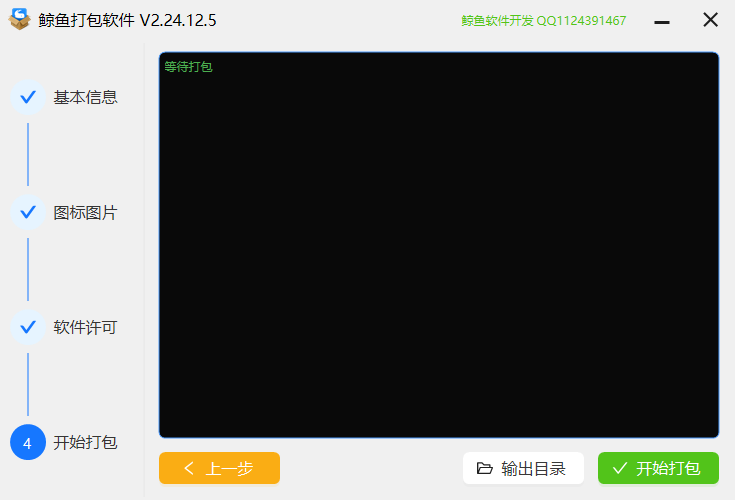 鲸鱼打包软件 V2.24.12.5
鲸鱼软件开发 QQ1124391467
基本信息
图标图片
软件许可
4 开始打包
等待打包
上一步
输出目录
开始打包